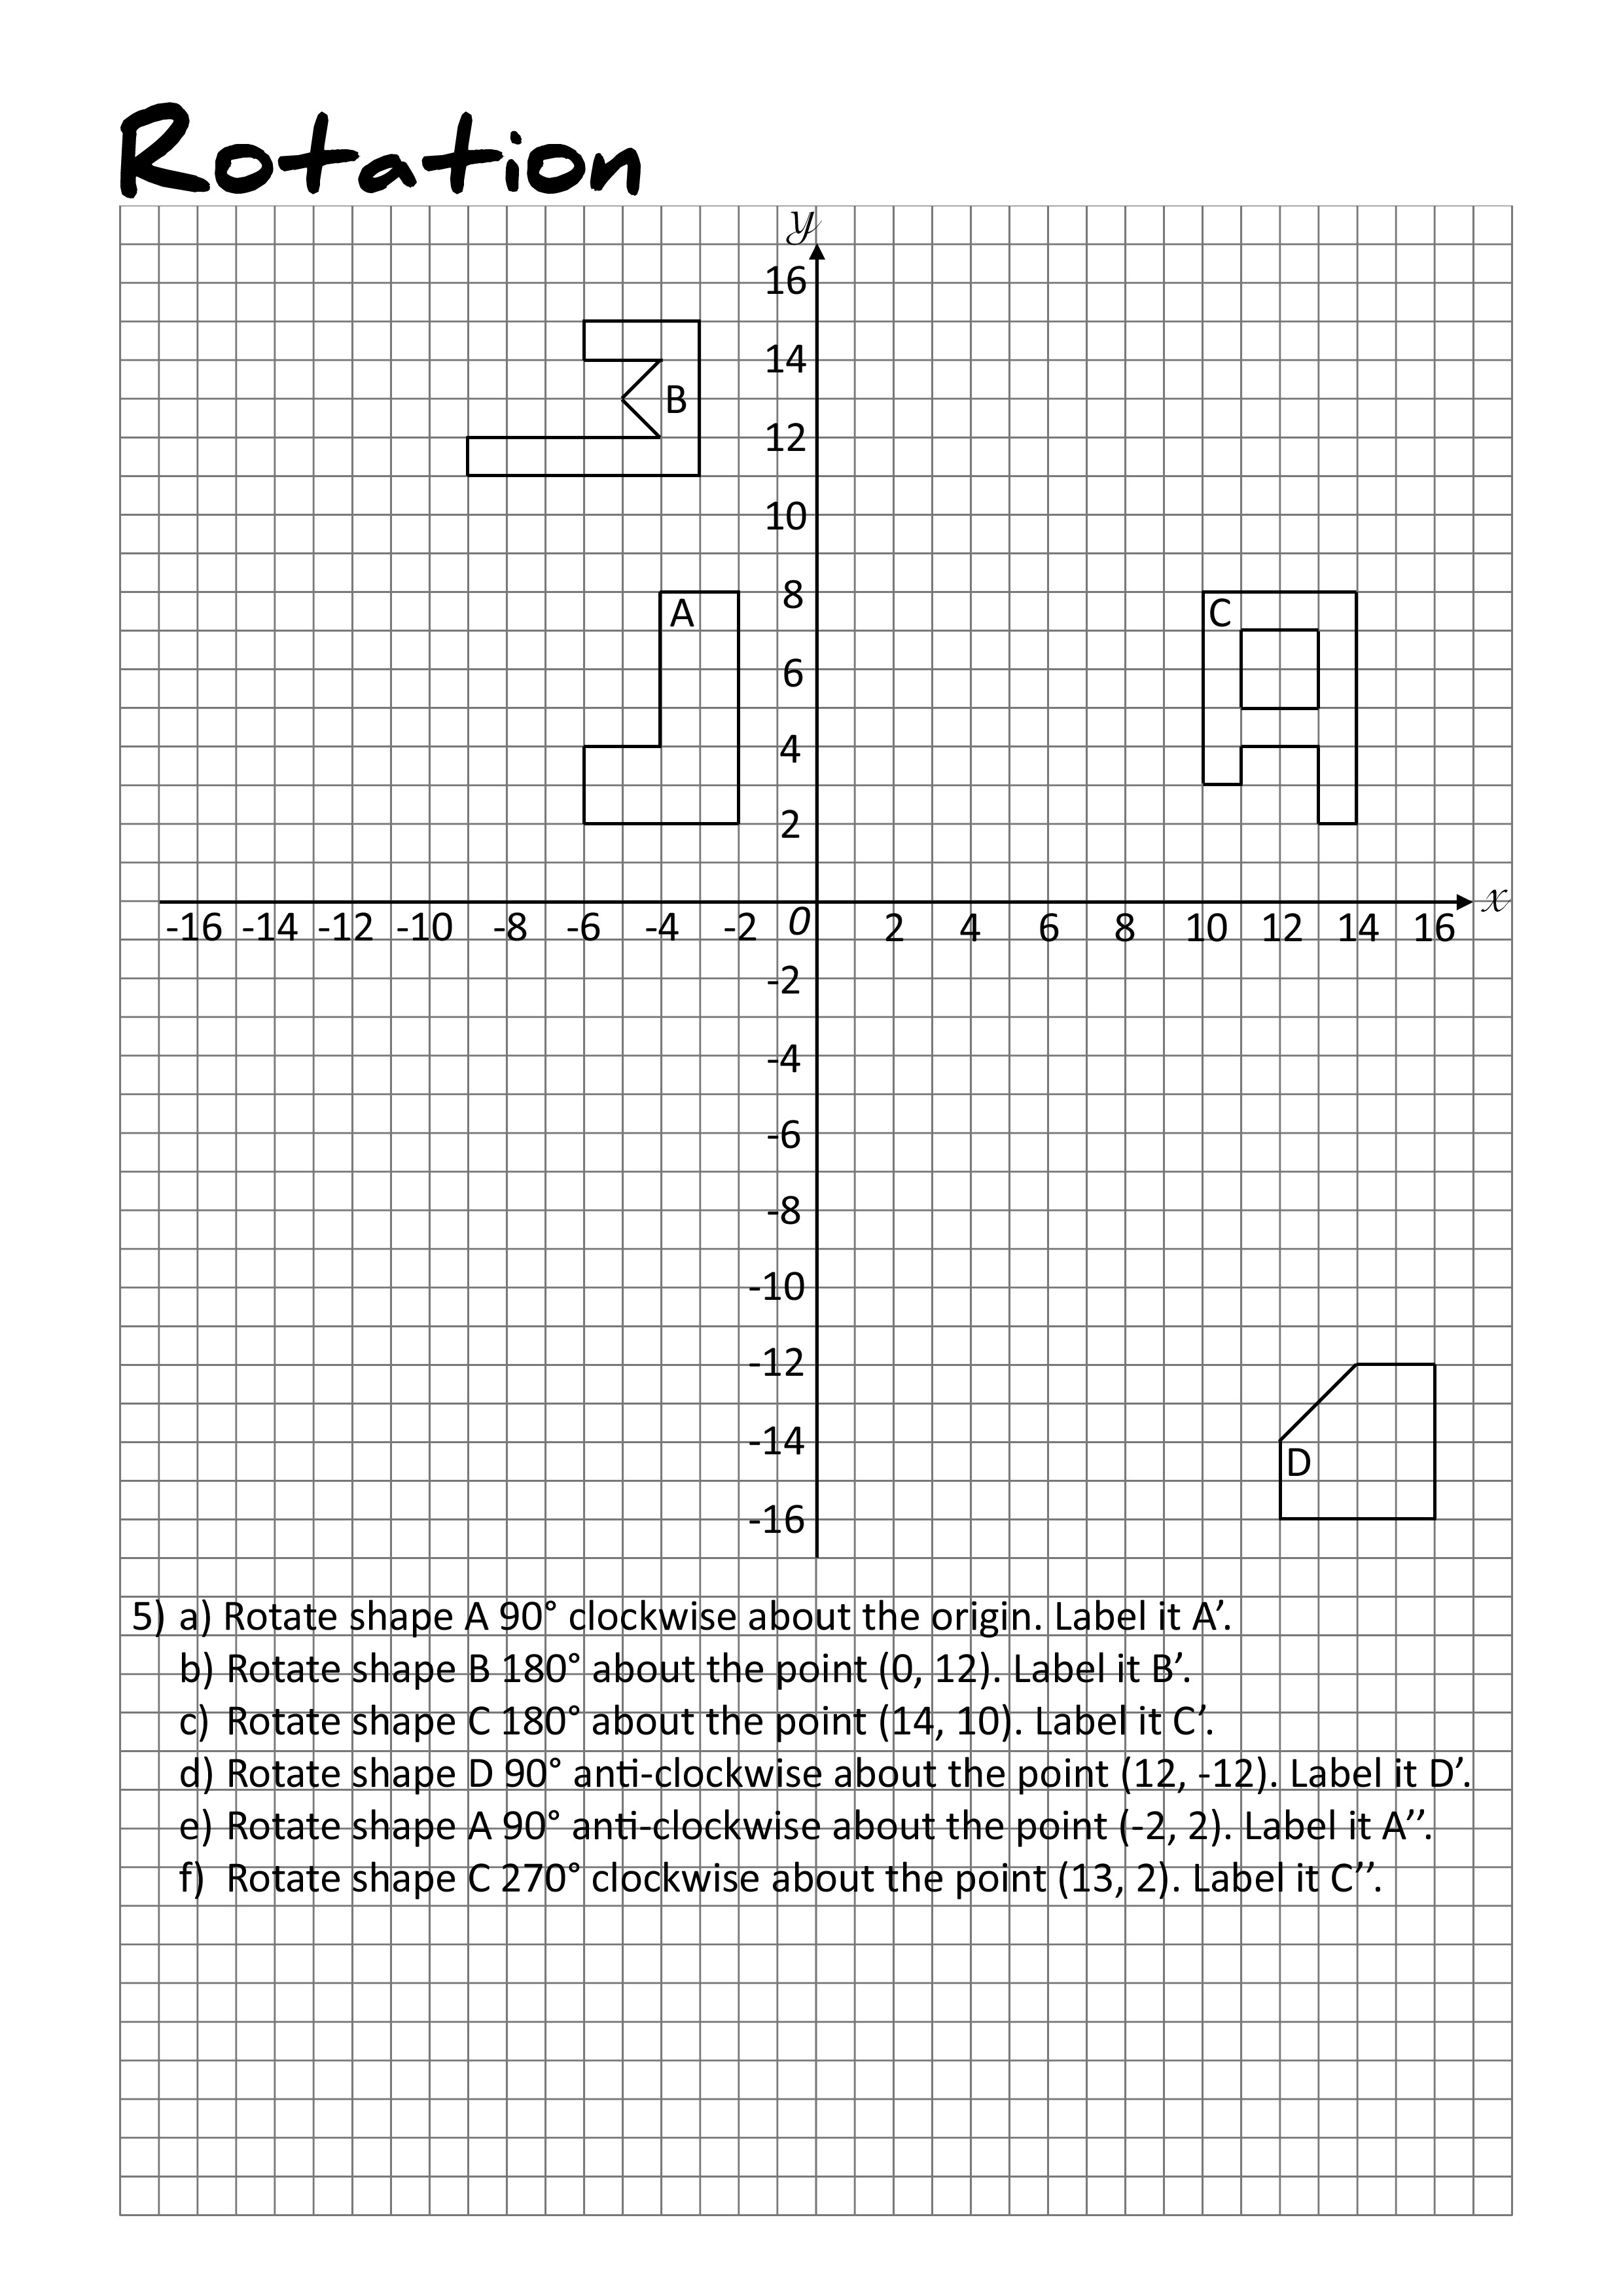 Rotation
y
16
14
B
12
10
8
A
C
6
4
2
x
-16 -14 -12 -10 -8 -6 -4 -2 0 2 4 6 8 10 12 14 16
-2
-4
-6
-8
-10
-12
-14
D
-16
5) a) Rotate shape A 90° clockwise about the origin. Label it A’.
b) Rotate shape B 180° about the point (0, 12). Label it B’.
c) Rotate shape C 180° about the point (14, 10). Label it C’.
d) Rotate shape D 90° anti-clockwise about the point (12, -12). Label it D’.
e) Rotate shape A 90° anti-clockwise about the point (-2, 2). Label it A’’.
f) Rotate shape C 270° clockwise about the point (13, 2). Label it C’’.